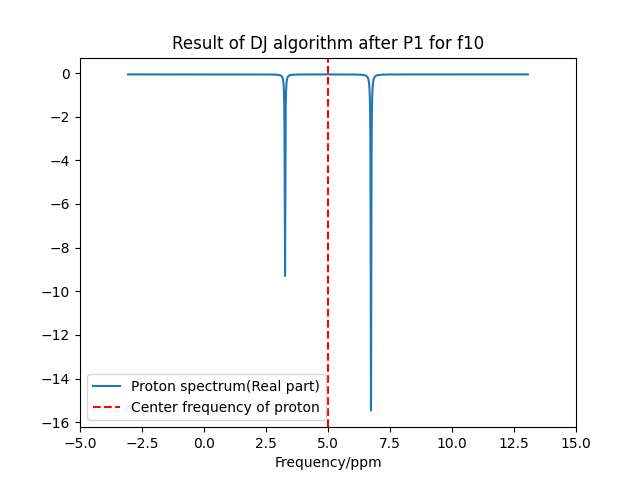 Result of DJ algorithm after P1 for f10
0
−2
−4
−6
−8
−10
−12
−14
−16
Proton spectrum(Real part)
Center frequency of proton
−5.0 −2.5 0.0 2.5 5.0 7.5 10.0 12.5 15.0
Frequency/ppm